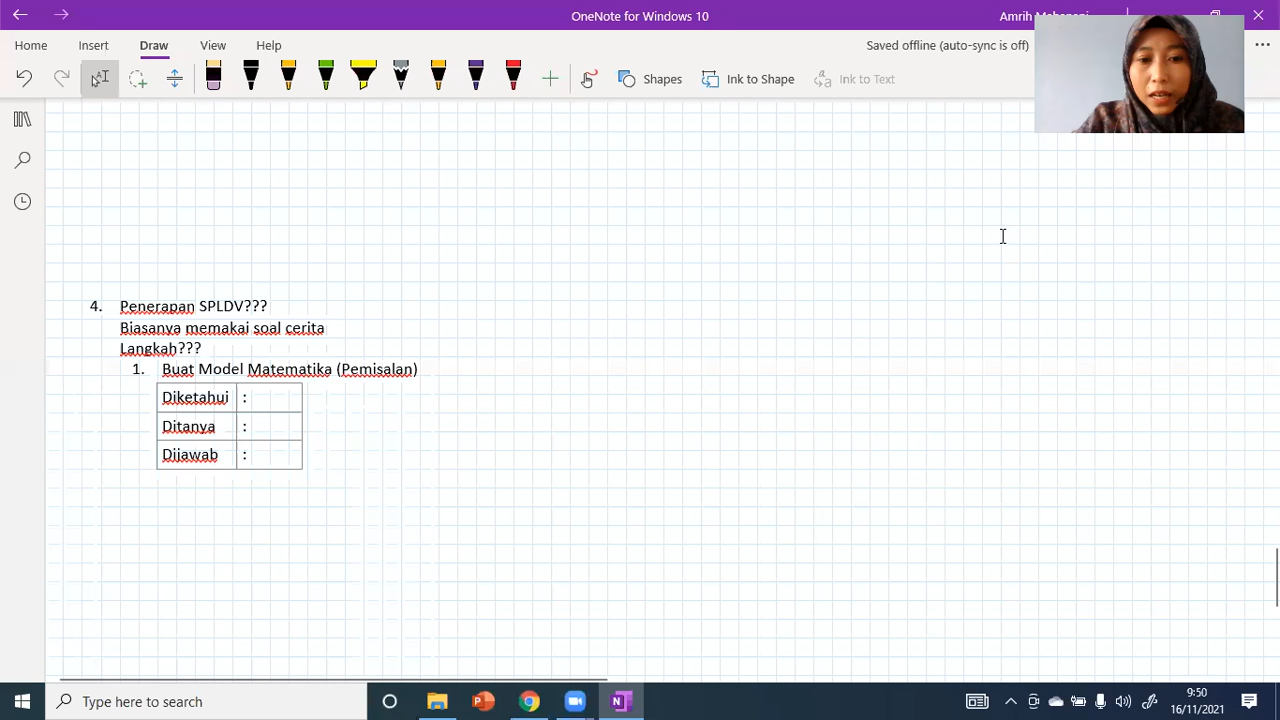 OneNote for Windows 10
Home
Insert
Draw
View
Help
Saved offline (auto-sync is off)
Shapes
Ink to Shape
Ink to Text
4. Penerapan SPLDV???
Biasanya memakai soal cerita
Langkah???
1. Buat Model Matematika (Pemisalan)
Diketahui :
Ditanya :
Dijawab :
Type here to search
9:50
16/11/2021